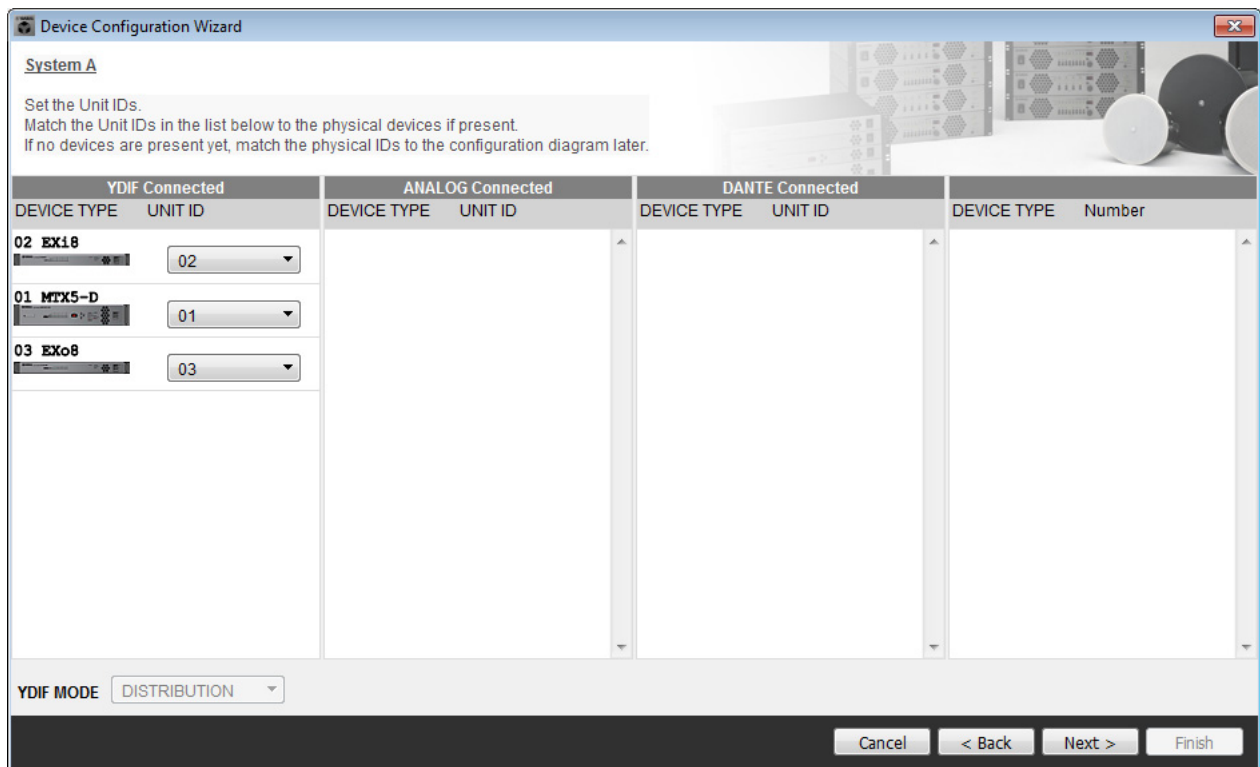 Device Configuration Wizard
System A
Set the Unit IDs.
Match the Unit IDs in the list below to the physical devices if present.
If no devices are present yet, match the physical IDs to the configuration diagram later.
YDIF Connected ANALOG Connected DANTE Connected
DEVICE TYPE UNIT ID DEVICE TYPE UNIT ID DEVICE TYPE UNIT ID DEVICE TYPE Number
02 EXi8
02
01 MTX5-D
01
03 EXo8
03
YDIF MODE DISTRIBUTION
Cancel < Back Next > Finish